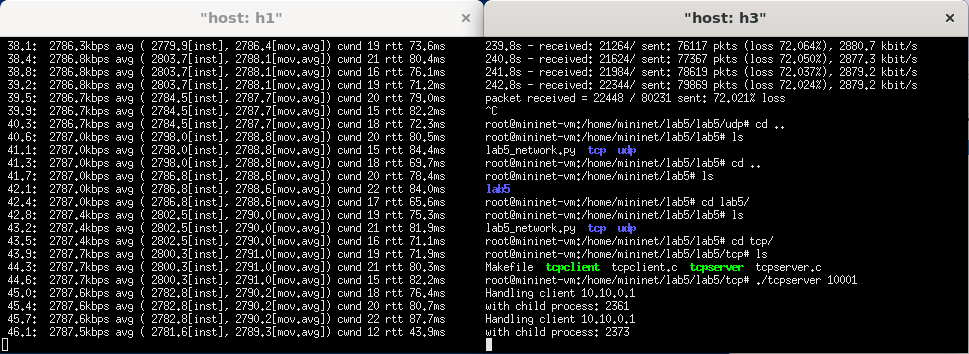 "host: h1"
38.1:  2786.3kbps avg ( 2779.9[inst], 2786.4[mov.avg]) cwnd 19 rtt 73.6ms
38.4:  2786.8kbps avg ( 2803.7[inst], 2788.1[mov.avg]) cwnd 21 rtt 80.4ms
38.8:  2786.8kbps avg ( 2803.7[inst], 2788.1[mov.avg]) cwnd 16 rtt 76.1ms
39.2:  2786.8kbps avg ( 2803.7[inst], 2788.1[mov.avg]) cwnd 19 rtt 71.2ms
39.5:  2786.7kbps avg ( 2784.5[inst], 2787.7[mov.avg]) cwnd 20 rtt 79.0ms
39.9:  2786.7kbps avg ( 2784.5[inst], 2787.7[mov.avg]) cwnd 15 rtt 82.2ms
40.3:  2786.7kbps avg ( 2784.5[inst], 2787.7[mov.avg]) cwnd 18 rtt 72.3ms
40.6:  2787.0kbps avg ( 2798.0[inst], 2788.8[mov.avg]) cwnd 20 rtt 80.5ms
41.1:  2787.0kbps avg ( 2798.0[inst], 2788.8[mov.avg]) cwnd 15 rtt 84.4ms
41.3:  2787.0kbps avg ( 2798.0[inst], 2788.8[mov.avg]) cwnd 18 rtt 69.7ms
41.7:  2787.0kbps avg ( 2786.8[inst], 2788.6[mov.avg]) cwnd 20 rtt 78.4ms
42.1:  2787.0kbps avg ( 2786.8[inst], 2788.6[mov.avg]) cwnd 22 rtt 84.0ms
42.4:  2787.0kbps avg ( 2786.8[inst], 2788.6[mov.avg]) cwnd 17 rtt 65.6ms
42.8:  2787.4kbps avg ( 2802.5[inst], 2790.0[mov.avg]) cwnd 19 rtt 75.3ms
43.2:  2787.4kbps avg ( 2802.5[inst], 2790.0[mov.avg]) cwnd 21 rtt 81.9ms
43.5:  2787.4kbps avg ( 2802.5[inst], 2790.0[mov.avg]) cwnd 16 rtt 71.1ms
43.9:  2787.7kbps avg ( 2800.3[inst], 2791.0[mov.avg]) cwnd 19 rtt 71.9ms
44.3:  2787.7kbps avg ( 2800.3[inst], 2791.0[mov.avg]) cwnd 21 rtt 80.3ms
44.6:  2787.7kbps avg ( 2800.3[inst], 2791.0[mov.avg]) cwnd 15 rtt 82.2ms
45.0:  2787.6kbps avg ( 2782.8[inst], 2790.2[mov.avg]) cwnd 18 rtt 76.4ms
45.4:  2787.6kbps avg ( 2782.8[inst], 2790.2[mov.avg]) cwnd 20 rtt 80.7ms
45.7:  2787.6kbps avg ( 2782.8[inst], 2790.2[mov.avg]) cwnd 22 rtt 87.7ms
46.1:  2787.5kbps avg ( 2781.6[inst], 2789.3[mov.avg]) cwnd 12 rtt 43.9ms
"host: h3"
239.8s - received: 21264/ sent: 76117 pkts (loss 72.064%), 2880.7 kbit/s
240.8s - received: 21624/ sent: 77367 pkts (loss 72.050%), 2877.3 kbit/s
241.8s - received: 21984/ sent: 78619 pkts (loss 72.037%), 2879.2 kbit/s
242.8s - received: 22344/ sent: 79869 pkts (loss 72.024%), 2879.2 kbit/s
packet received = 22448 / 80231 sent: 72.021% loss
^C
root@mininet-vm:/home/mininet/lab5/lab5/udp# cd ..
root@mininet-vm:/home/mininet/lab5/lab5# ls
lab5_network.py  tcp  udp
root@mininet-vm:/home/mininet/lab5/lab5# cd ..
root@mininet-vm:/home/mininet/lab5# ls
lab5
root@mininet-vm:/home/mininet/lab5# cd lab5/
root@mininet-vm:/home/mininet/lab5/lab5# ls
lab5_network.py  tcp  udp
root@mininet-vm:/home/mininet/lab5/lab5# cd tcp/
root@mininet-vm:/home/mininet/lab5/lab5/tcp# ls
Makefile  tcpclient  tcpclient.c  tcpserver  tcpserver.c
root@mininet-vm:/home/mininet/lab5/lab5/tcp# ./tcpserver 10001
Handling client 10.10.0.1
with child process: 2361
Handling client 10.10.0.1
with child process: 2373